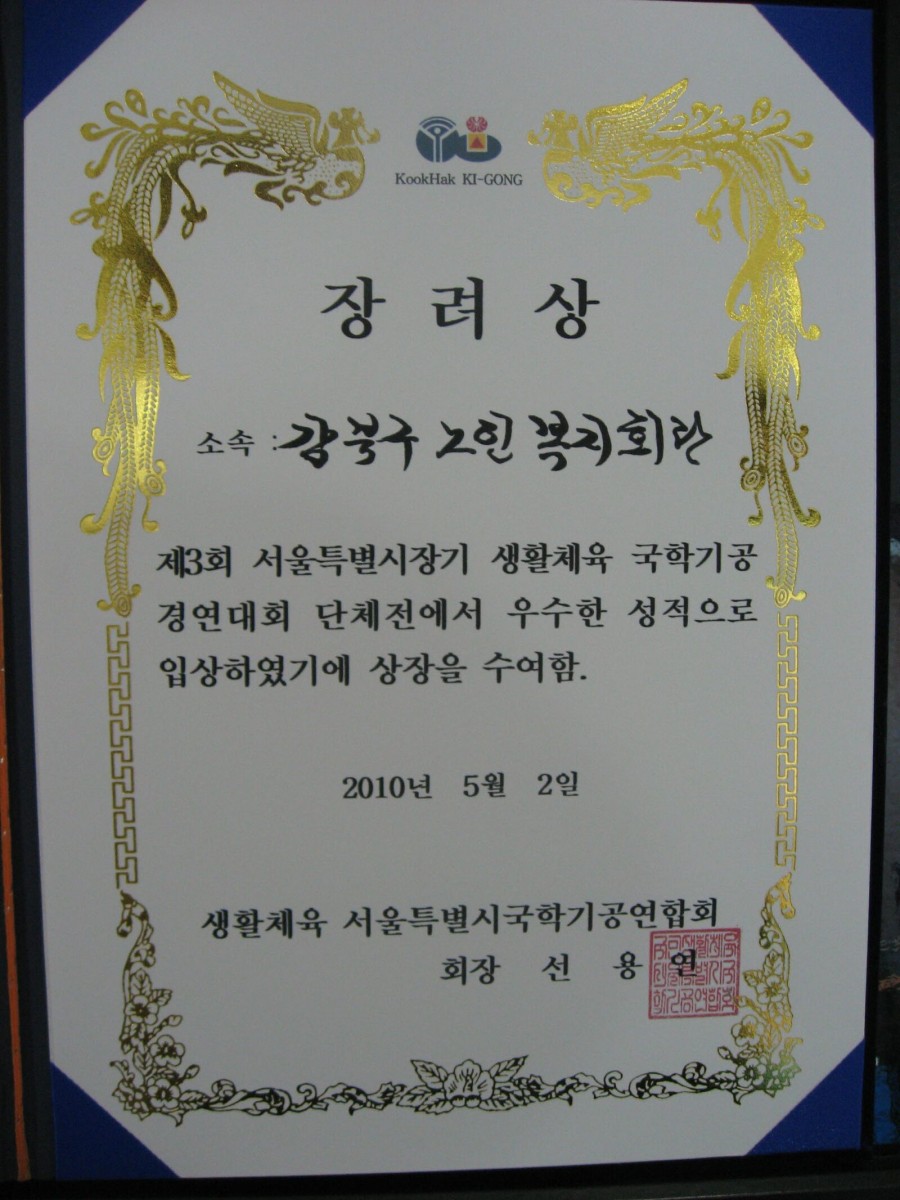 KookHak KI-GONG
장 려 상
소속 : 강북구 노인 복지회관
제3회 서울특별시장기 생활체육 국학기공
경연대회 단체전에서 우수한 성적으로
입상하였기에 상장을 수여함.
2010년 5월 2일
생활체육 서울특별시국학기공연합회
회장 선 용 연